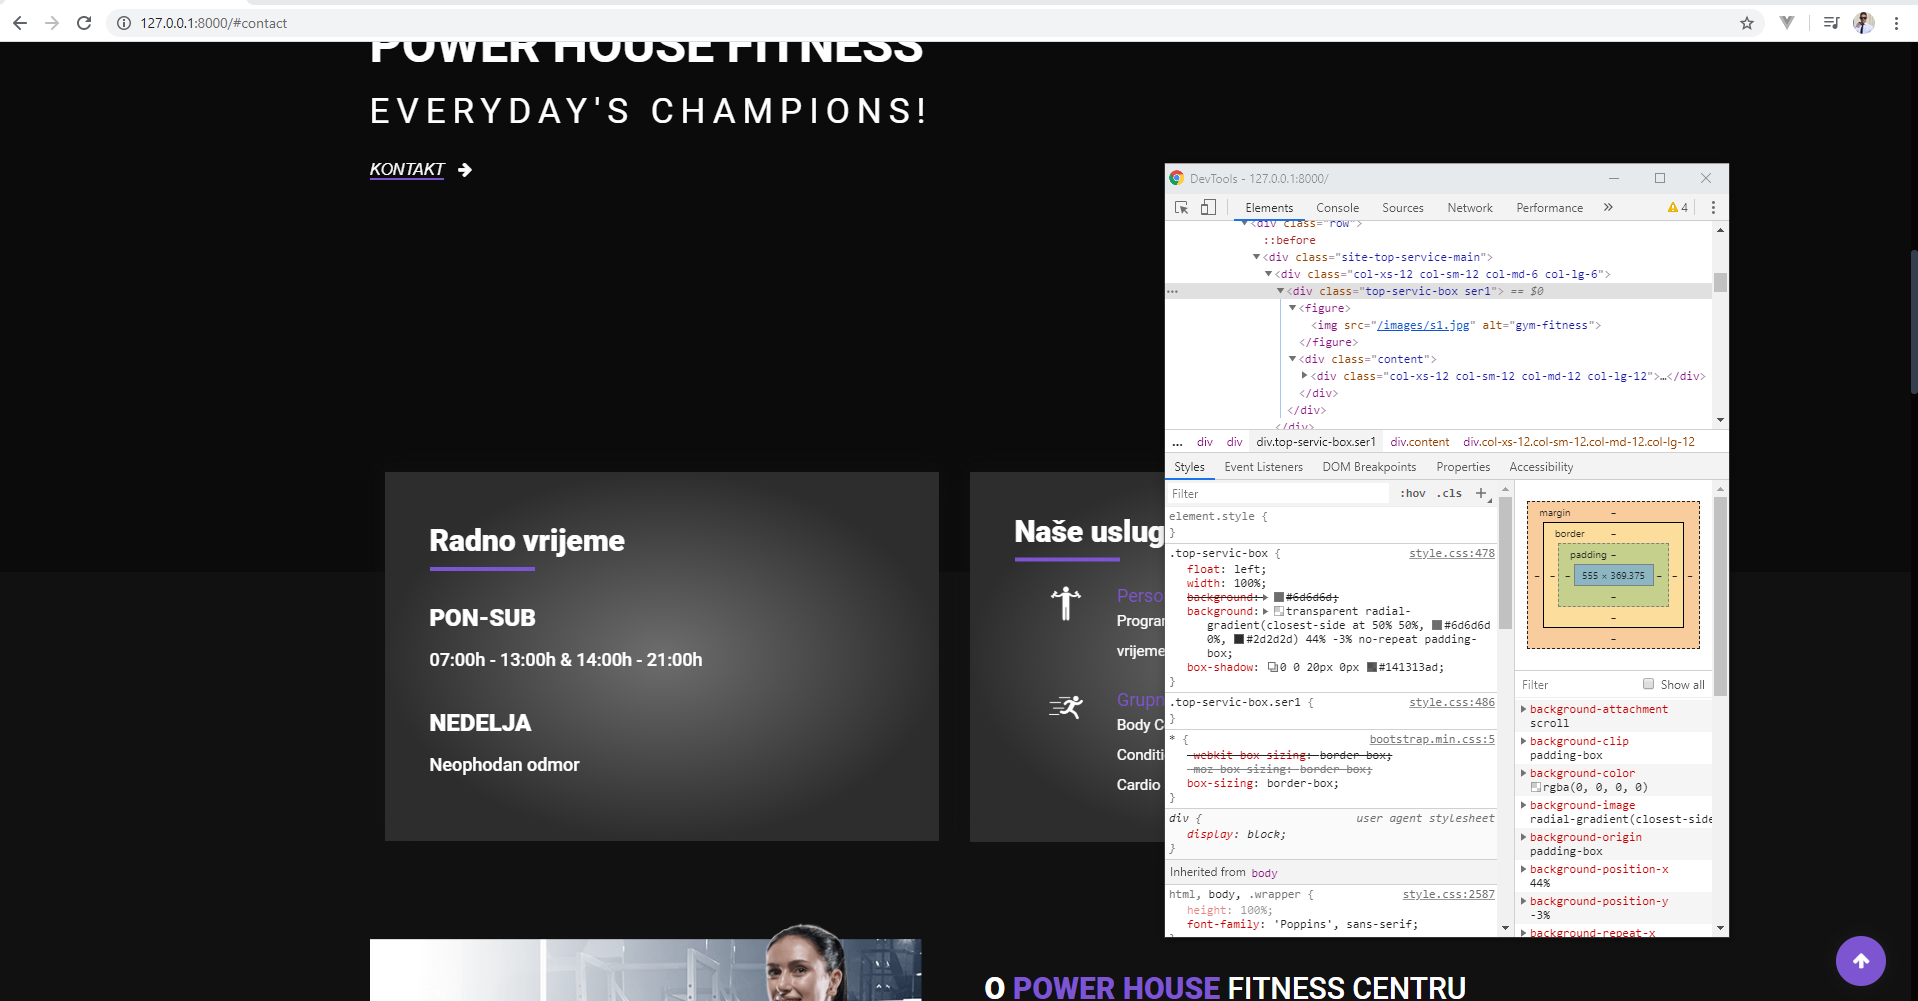 127.0.0.1:8000/#contact
POWER HOUSE FITNESS
EVERYDAY'S CHAMPIONS!
KONTAKT
Radno vrijeme
PON-SUB
07:00h - 13:00h & 14:00h - 21:00h
NEDELJA
Neophodan odmor
Naše uslug
Perso
Progran
vrijeme
Grupn
Body C
Conditi
Cardio
DevTools - 127.0.0.1:8000/
Elements Console Sources Network Performance » 4
<div class="row">
::before
<div class="site-top-service-main">
<div class="col-xs-12 col-sm-12 col-md-6 col-lg-6">
... <div class="top-servic-box ser1"> == $0
<figure>
<img src="/images/s1.jpg" alt="gym-fitness">
</figure>
<div class="content">
<div class="col-xs-12 col-sm-12 col-md-12 col-lg-12">…</div>
</div>
</div>
</div>
... div div div.top-servic-box.ser1 div.content div.col-xs-12.col-sm-12.col-md-12.col-lg-12
Styles Event Listeners DOM Breakpoints Properties Accessibility
Filter :hov .cls +
element.style {
}
.top-servic-box { style.css:478
float: left;
width: 100%;
background: #6d6d6d;
background: transparent radial-
gradient(closest-side at 50% 50%, #6d6d6d
0%, #2d2d2d) 44% -3% no-repeat padding-
box;
box-shadow: 0 0 20px 0px #141313ad;
}
.top-servic-box.ser1 { style.css:486
}
* { bootstrap.min.css:5
-webkit-box-sizing: border-box;
-moz-box-sizing: border-box;
box-sizing: border-box;
}
div { user agent stylesheet
display: block;
}
Inherited from body
html, body, .wrapper { style.css:2587
height: 100%;
font-family: 'Poppins', sans-serif;
}
margin –
border –
padding –
– – – 555 × 369.375 – – –
–
–
–
Filter Show all
background-attachment
scroll
background-clip
padding-box
background-color
rgba(0, 0, 0, 0)
background-image
radial-gradient(closest-side
background-origin
padding-box
background-position-x
44%
background-position-y
-3%
background-repeat-x
O POWER HOUSE FITNESS CENTRU